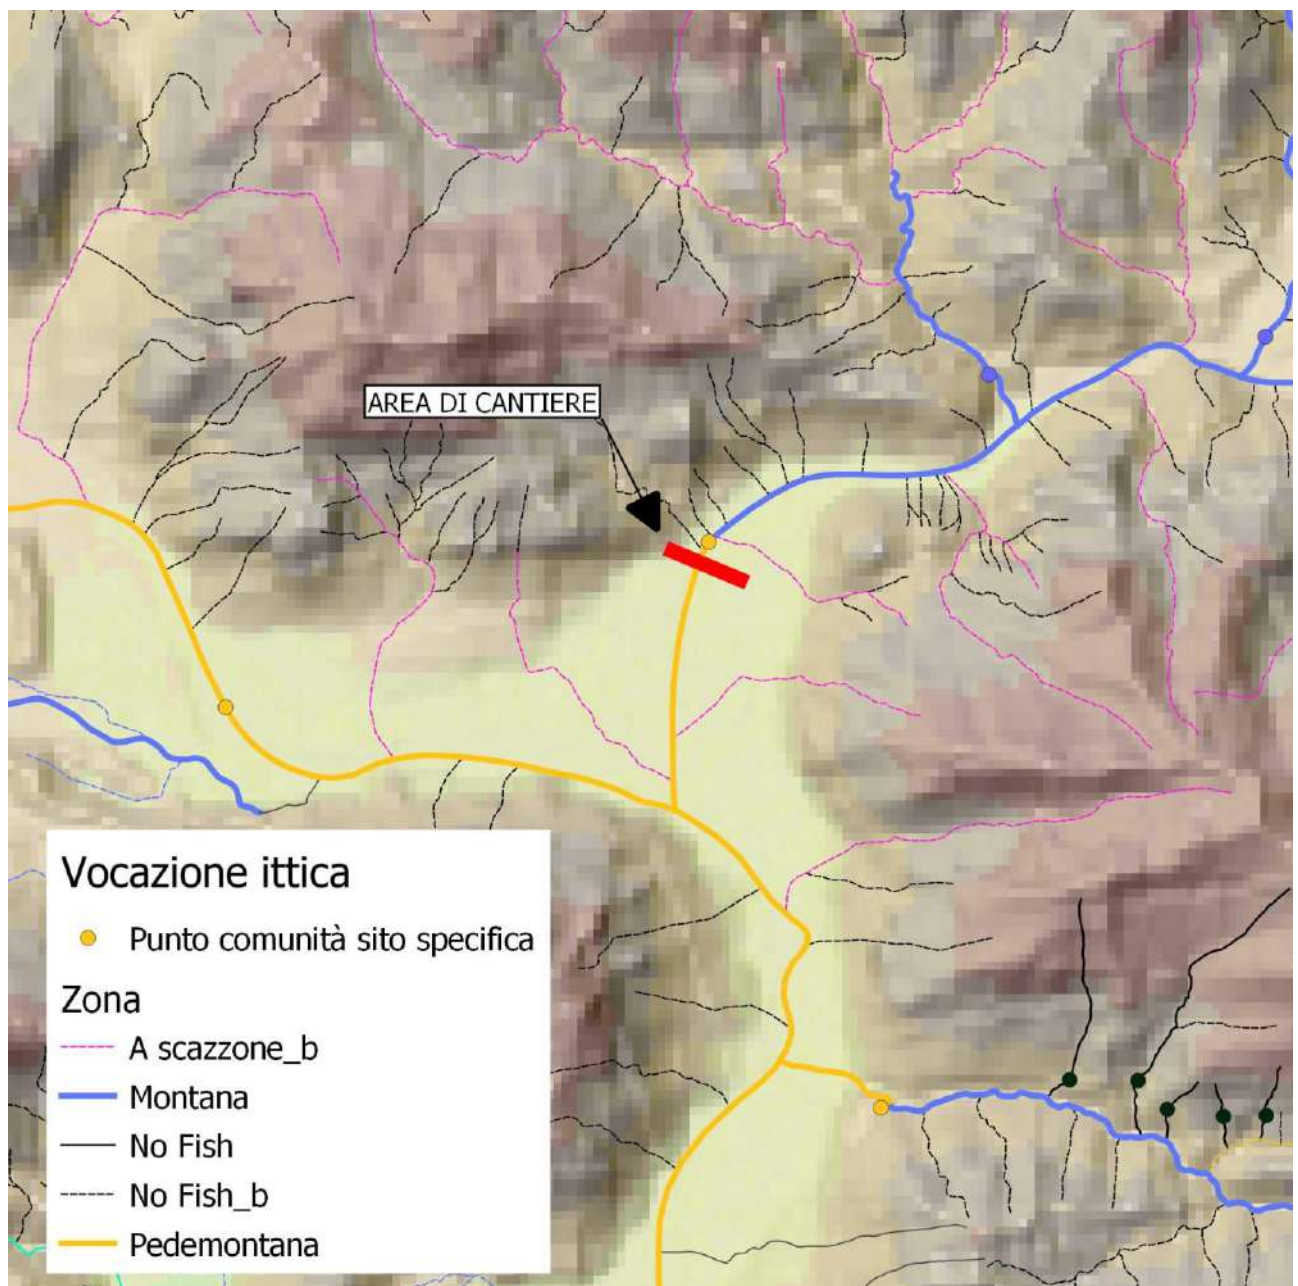 AREA DI CANTIERE
Vocazione ittica
Punto comunità sito specifica
Zona
A scazzone_b
Montana
No Fish
No Fish_b
Pedemontana